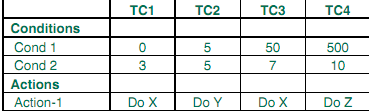 TC1 TC2 TC3 TC4
Conditions
Cond 1 0 5 50 500
Cond 2 3 5 7 10
Actions
Action-1 Do X Do Y Do X Do Z